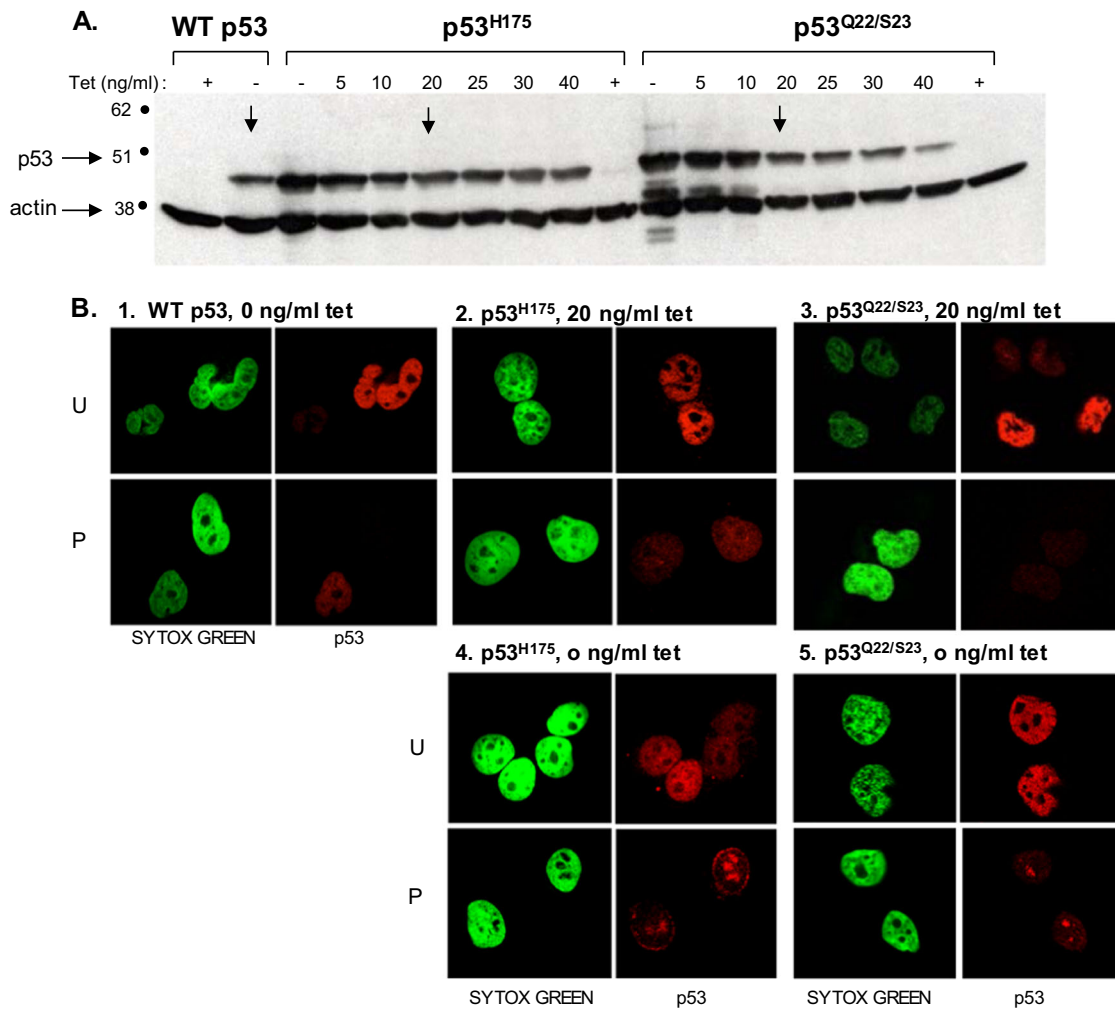 A.
WT p53 p53H175 p53Q22/S23
Tet (ng/ml) : + - - 5 10 20 25 30 40 + - 5 10 20 25 30 40 +
62
p53 51
actin 38
B.
1. WT p53, 0 ng/ml tet
2. p53H175, 20 ng/ml tet
3. p53Q22/S23, 20 ng/ml tet
U
P
SYTOX GREEN p53
4. p53H175, o ng/ml tet
5. p53Q22/S23, o ng/ml tet
U
P
SYTOX GREEN p53
SYTOX GREEN p53